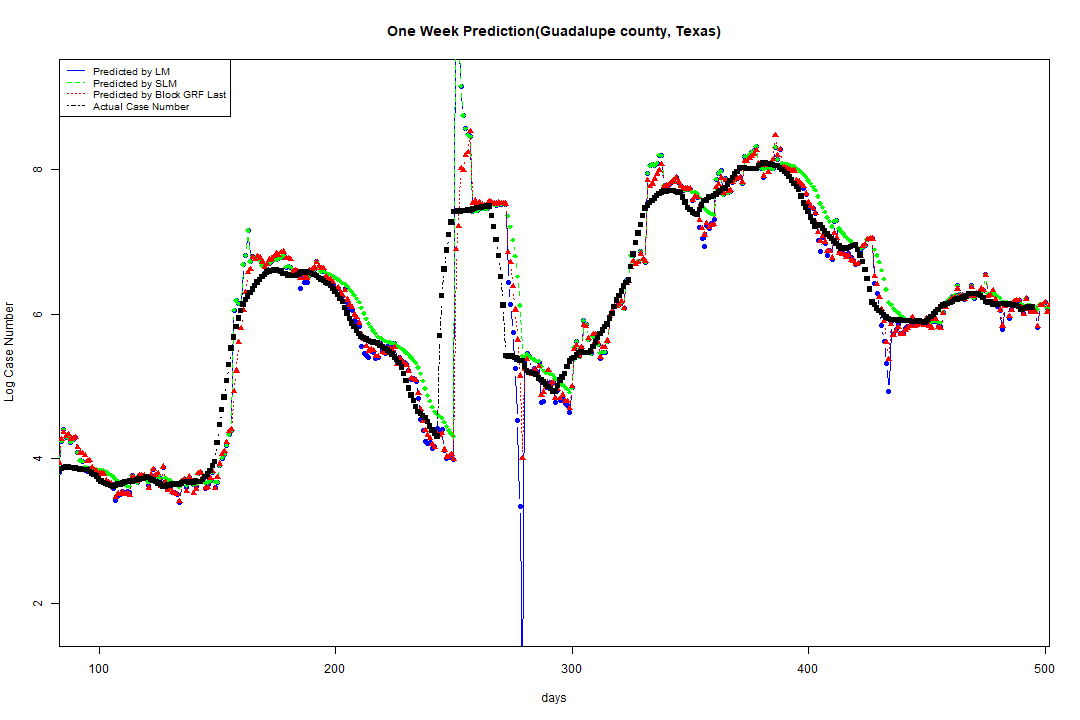 One Week Prediction(Guadalupe county, Texas)
Predicted by LM
Predicted by SLM
Predicted by Block GRF Last
Actual Case Number
Log Case Number
8
6
4
2
100 200 300 400 500
days